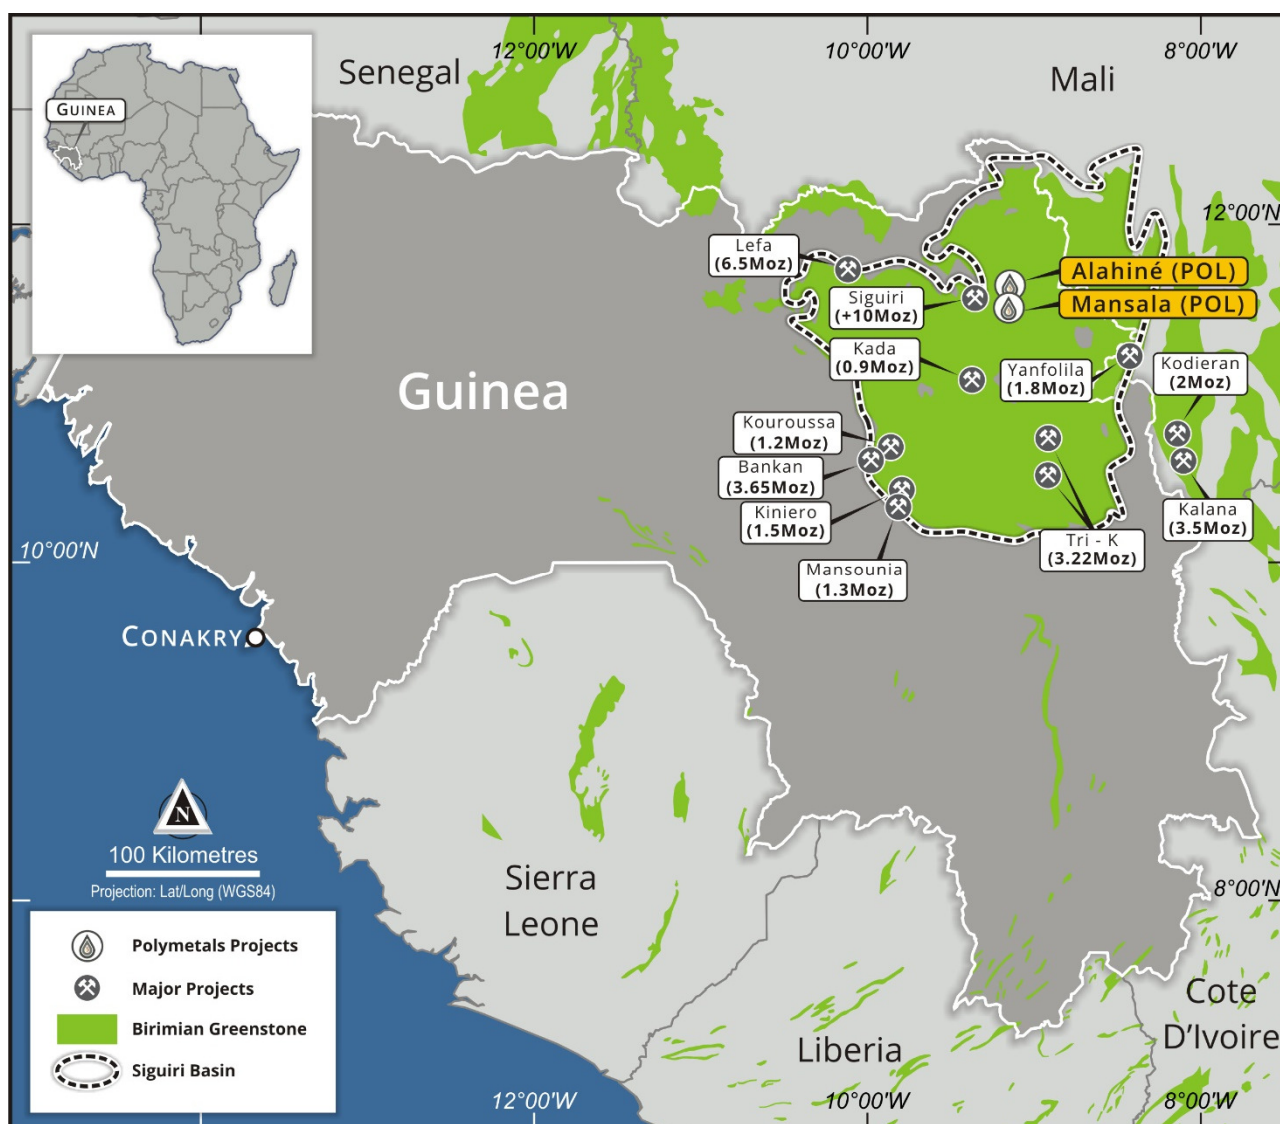 12°00'W
10°00'W
8°00'W
Senegal
Mali
GUINEA
12°00'N
Lefa
(6.5Moz)
Alahiné (POL)
Siguiri
(+10Moz)
Mansala (POL)
Kada
(0.9Moz)
Yanfolila
(1.8Moz)
Kodieran
(2Moz)
Guinea
Kouroussa
(1.2Moz)
Bankan
(3.65Moz)
Kiniero
(1.5Moz)
Kalana
(3.5Moz)
Tri - K
(3.22Moz)
Mansounia
(1.3Moz)
10°00'N
CONAKRY
N
100 Kilometres
Projection: Lat/Long (WGS84)
Sierra
Leone
8°00'N
Polymetals Projects
Major Projects
Birimian Greenstone
Siguiri Basin
Liberia
Cote
D'Ivoire
12°00'W
10°00'W
8°00'W